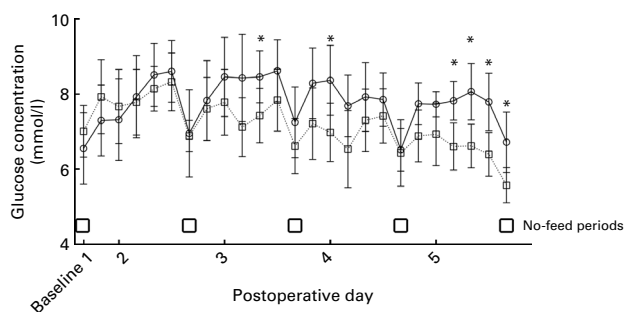 10
8
6
4
Glucose concentration
(mmol/l)
*
*
*
*
*
*
No-feed periods
Baseline 1
2
3
4
5
Postoperative day